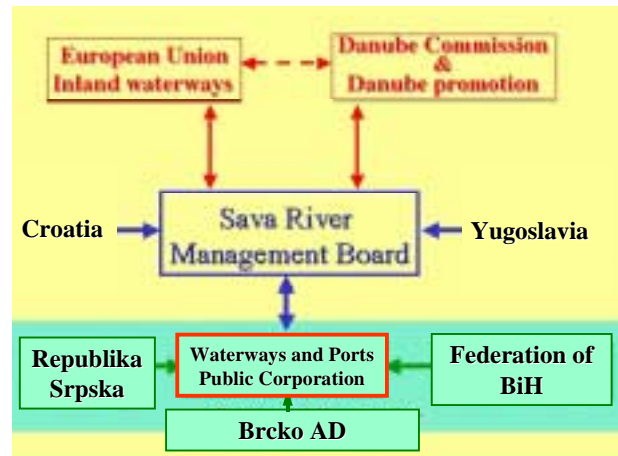 European Union
Inland waterways
Danube Commission
&
Danube promotion
Croatia
Sava River
Management Board
Yugoslavia
Republika
Srpska
Waterways and Ports
Public Corporation
Federation of
BiH
Brcko AD